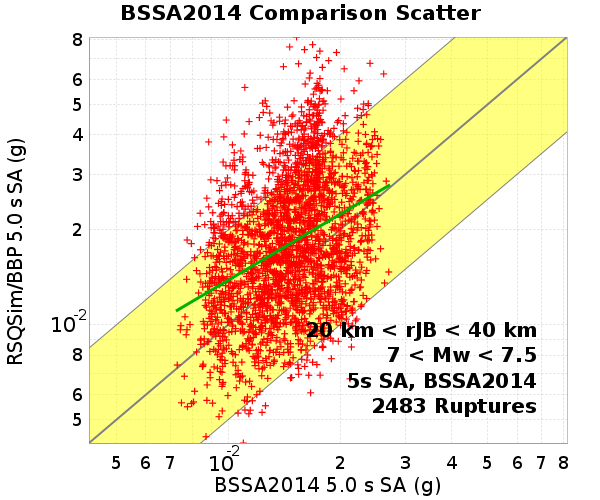 BSSA2014 Comparison Scatter
RSQSim/BBP 5.0 s SA (g)
8
6
5
4
3
2
10^-2
8
6
5
20 km < rJB < 40 km
7 < Mw < 7.5
5s SA, BSSA2014
2483 Ruptures
5 6 7 10^-2 2 3 4 5 6 7 8
BSSA2014 5.0 s SA (g)